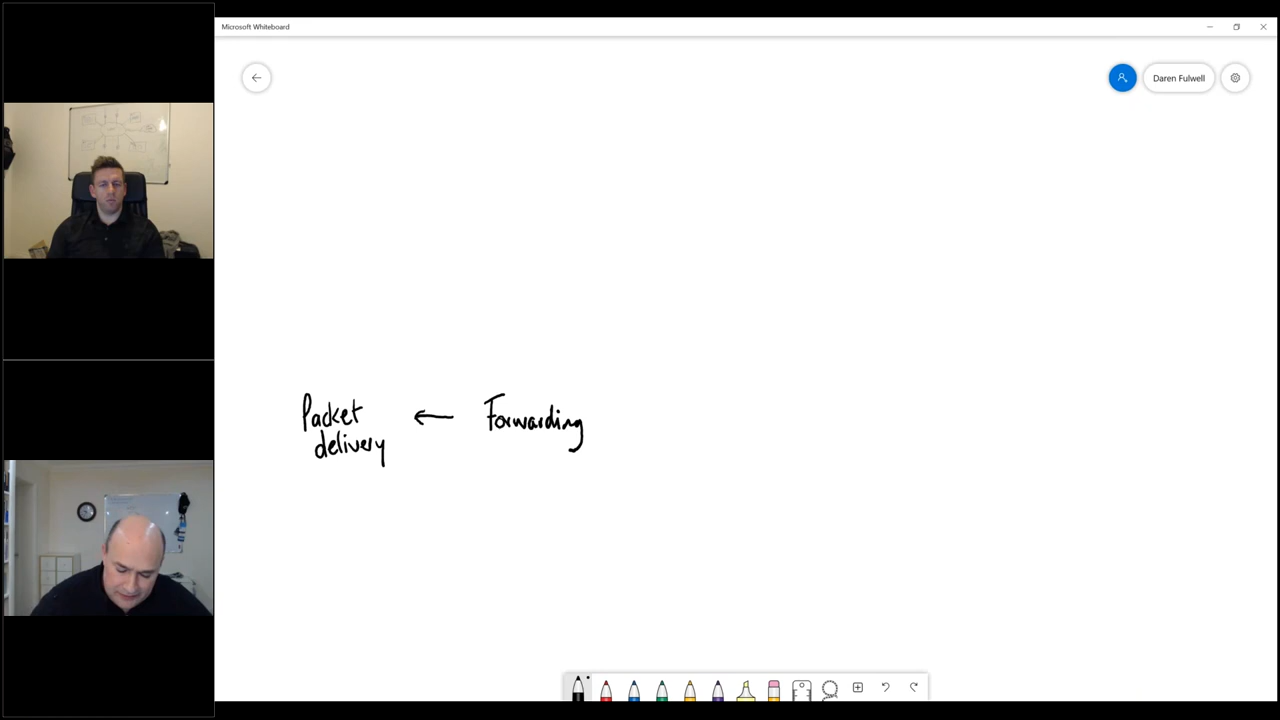 Microsoft Whiteboard
Daren Fulwell
Packet ← Forwarding
delivery